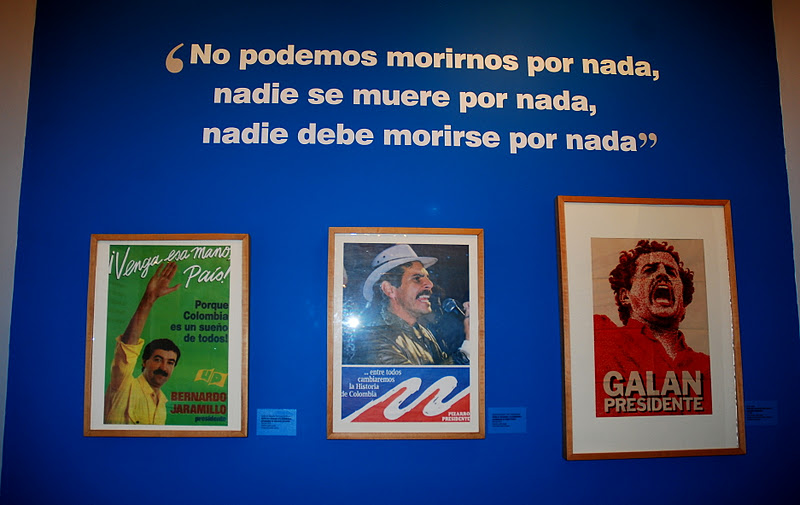 “No podemos morirnos por nada,
nadie se muere por nada,
nadie debe morirse por nada”
¡Venga esa mano,
País!
Porque
Colombia
es un sueño
de todos!
UP
BERNARDO
JARAMILLO
presidente
... entre todos
cambiaremos
la Historia
de Colombia
PIZARRO
PRESIDENTE
GALAN
PRESIDENTE